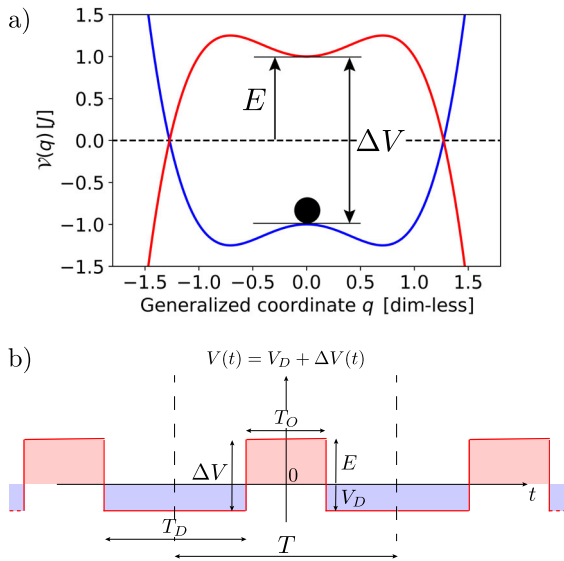 a)
1.5
1.0
0.5
0.0
−0.5
−1.0
−1.5
𝒱(q) [J]
E
ΔV
−1.5 −1.0 −0.5 0.0 0.5 1.0 1.5
Generalized coordinate q [dim-less]
b)
V(t) = V_D + ΔV(t)
T_O
ΔV
0
E
V_D
t
T_D
T